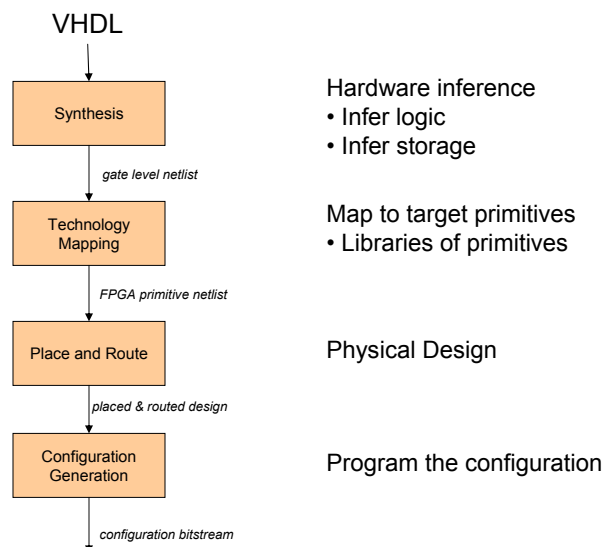 VHDL
Synthesis
Hardware inference
• Infer logic
• Infer storage
gate level netlist
Technology
Mapping
Map to target primitives
• Libraries of primitives
FPGA primitive netlist
Place and Route
Physical Design
placed & routed design
Configuration
Generation
Program the configuration
configuration bitstream